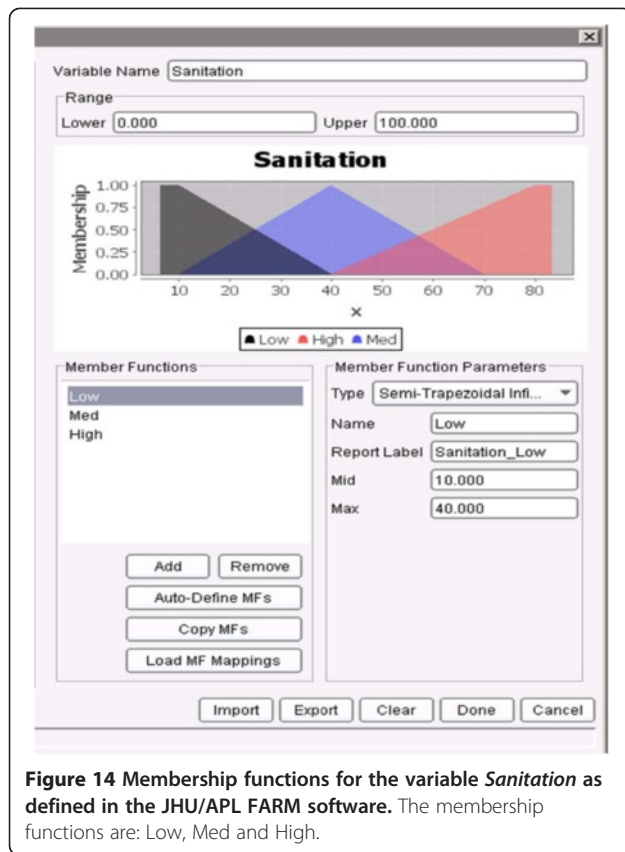 Variable Name Sanitation
Range
Lower 0.000 Upper 100.000
Sanitation
Membership
1.00
0.75
0.50
0.25
0.00
10 20 30 40 50 60 70 80
x
Low High Med
Member Functions
Low
Med
High
Add Remove
Auto-Define MFs
Copy MFs
Load MF Mappings
Member Function Parameters
Type Semi-Trapezoidal Infi...
Name Low
Report Label Sanitation_Low
Mid 10.000
Max 40.000
Import Export Clear Done Cancel
Figure 14 Membership functions for the variable Sanitation as
defined in the JHU/APL FARM software. The membership
functions are: Low, Med and High.